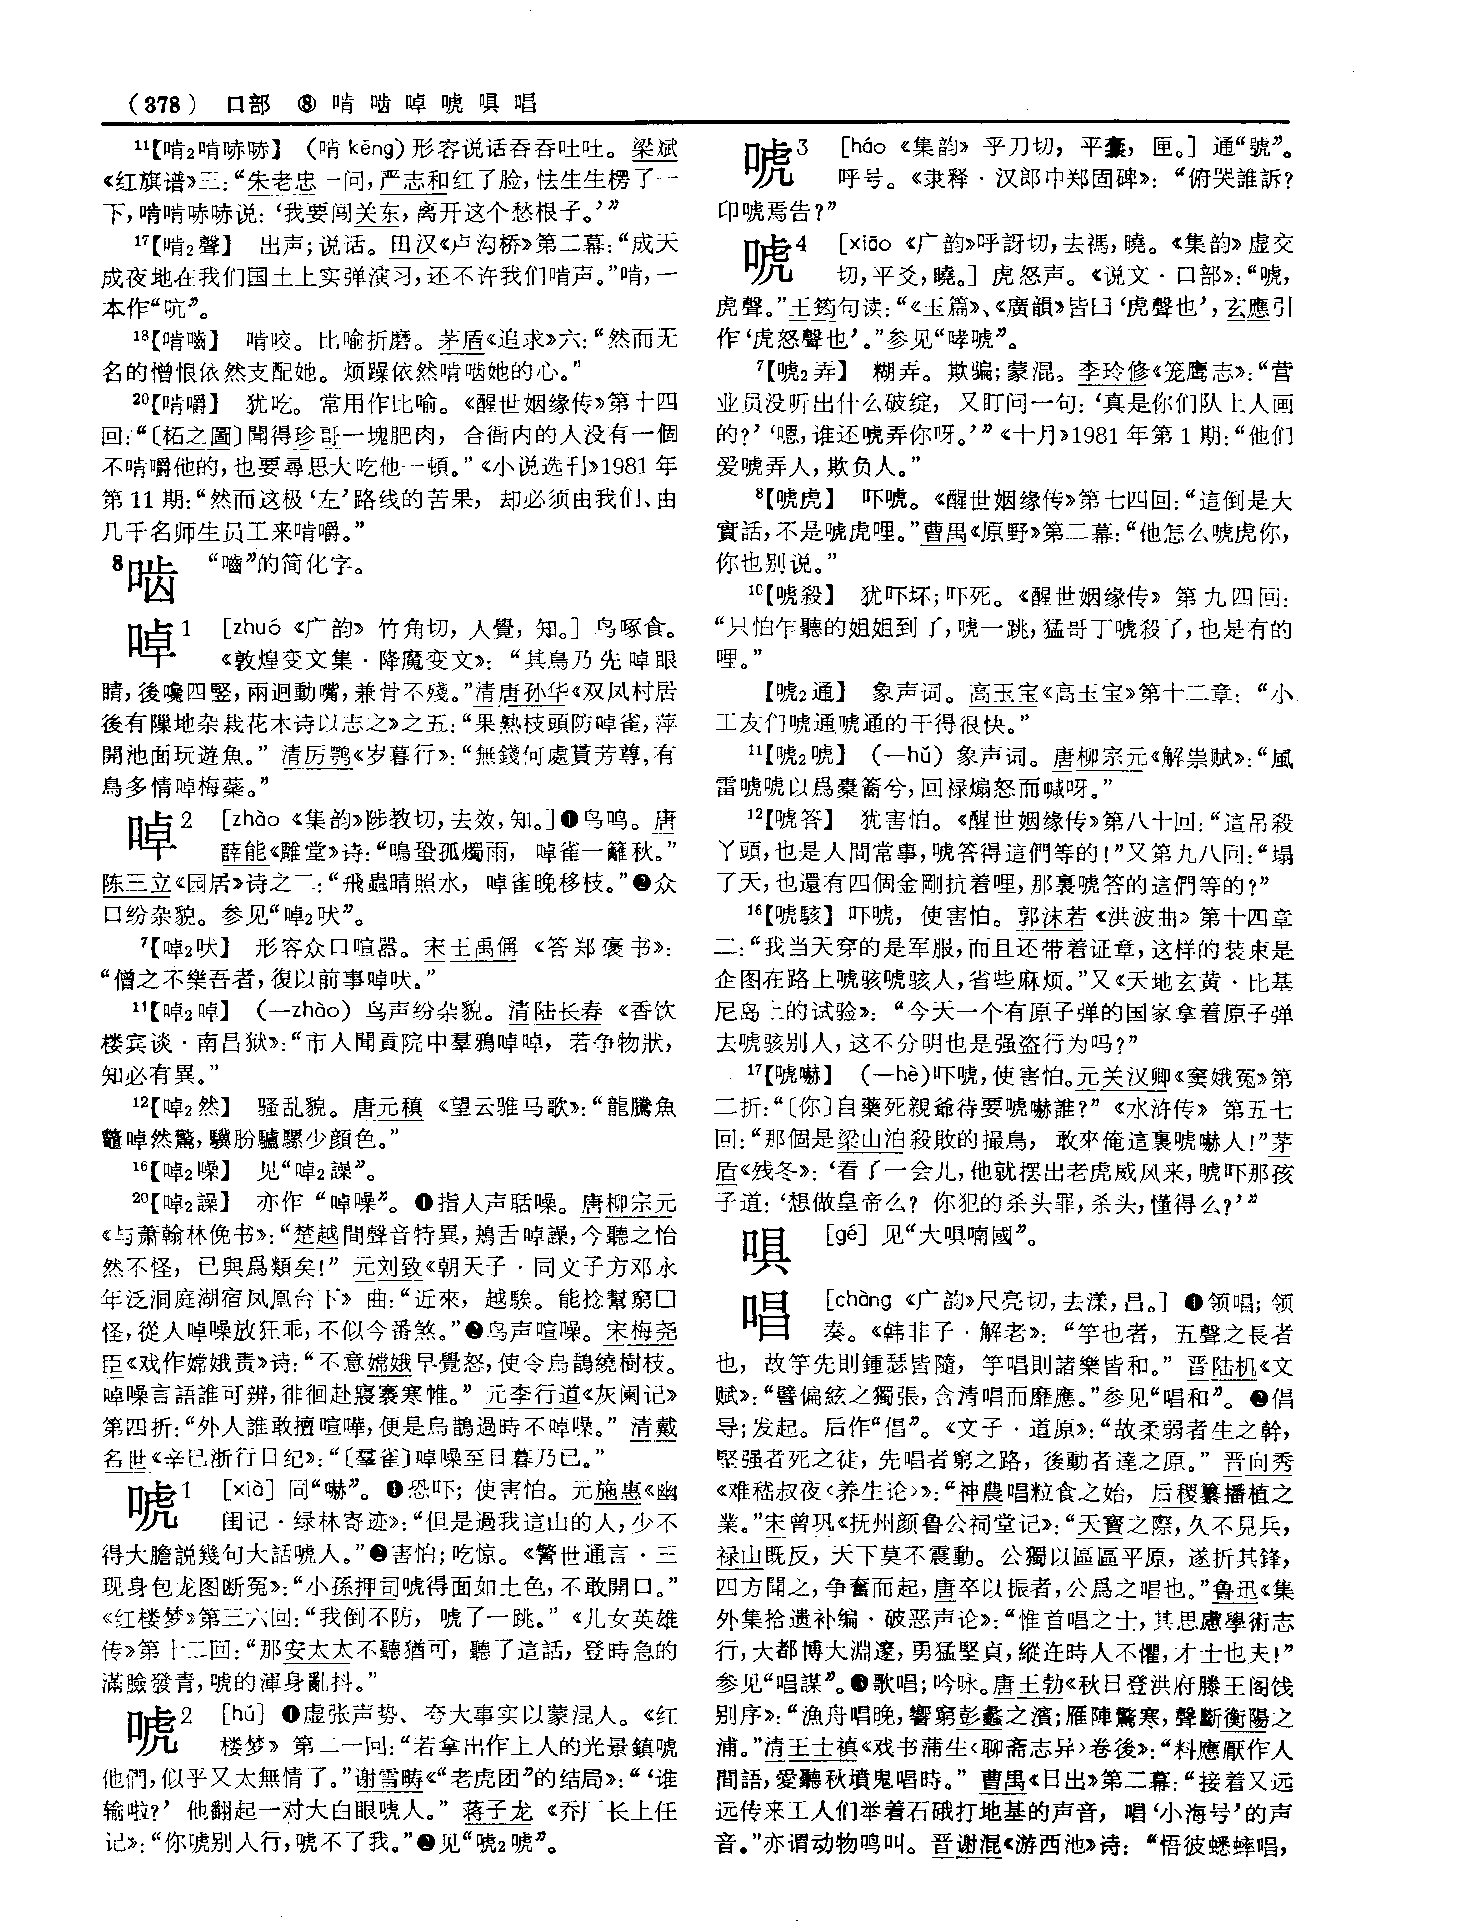 (378) 口部 ⑧ 啃 啮 啅 唬 唄 唱
¹¹【啃₂啃哧哧】 (啃 kēng)形容说话吞吞吐吐。梁斌
《红旗谱》三:“朱老忠一问,严志和红了脸,怯生生楞了一
下,啃啃哧哧说:‘我要闯关东,离开这个愁根子。’”
¹⁷【啃₂聲】 出声;说话。田汉《卢沟桥》第二幕:“成天
成夜地在我们国土上实弹演习,还不许我们啃声。”啃,一
本作“吭”。
¹⁸【啃嚙】 啃咬。比喻折磨。茅盾《追求》六:“然而无
名的憎恨依然支配她。烦躁依然啃啮她的心。”
²⁰【啃嚼】 犹吃。常用作比喻。《醒世姻缘传》第十四
回:“〔柘之圖〕聞得珍哥一塊肥肉,合衙内的人没有一個
不啃嚼他的,也要尋思大吃他一頓。”《小说选刊》1981 年
第 11 期:“然而这极‘左’路线的苦果,却必须由我们、由
几千名师生员工来啃嚼。”
⁸啮 “嚙”的简化字。
啅1 [zhuó《广韵》竹角切,入覺,知。] 鸟啄食。
《敦煌变文集·降魔变文》:“其鳥乃先啅眼
睛,後嚵四竪,兩迴動嘴,兼骨不殘。”清唐孙华《双凤村居
後有隟地杂栽花木诗以志之》之五:“果熟枝頭防啅雀,萍
開池面玩遊魚。”清厉鹗《岁暮行》:“無錢何處貰芳尊,有
鳥多情啅梅蘂。”
啅2 [zhào《集韵》陟教切,去效,知。]❶鸟鸣。唐
薛能《雕堂》诗:“鳴蛩孤燭雨,啅雀一籬秋。”
陈三立《园居》诗之二:“飛蟲晴照水,啅雀晚移枝。”❷众
口纷杂貌。参见“啅₂吠”。
⁷【啅₂吠】 形容众口喧嚣。宋王禹偁《答郑褒书》:
“僧之不樂吾者,復以前事啅吠。”
¹¹【啅₂啅】 (—zhào)鸟声纷杂貌。清陆长春《香饮
楼宾谈·南昌狱》:“市人聞貢院中羣鴉啅啅,若争物狀,
知必有異。”
¹²【啅₂然】 骚乱貌。唐元稹《望云骓马歌》:“龍騰魚
鼈啅然驚,驥肦驢騾少顔色。”
¹⁶【啅₂噪】 见“啅₂譟”。
²⁰【啅₂譟】 亦作“啅噪”。❶指人声聒噪。唐柳宗元
《与萧翰林俛书》:“楚越間聲音特異,鴂舌啅譟,今聽之怡
然不怪,已與爲類矣!”元刘致《朝天子·同文子方邓永
年泛洞庭湖宿凤凰台下》曲:“近來,越騃。能捻幫窮口
怪,從人啅噪放狂乖,不似今番煞。”❷鸟声喧噪。宋梅尧
臣《戏作嫦娥责》诗:“不意嫦娥早覺怒,使令烏鵲繞樹枝。
啅噪言語誰可辨,徘徊赴寢褰寒帷。”元李行道《灰阑记》
第四折:“外人誰敢擅喧嘩,便是烏鵲過時不啅噪。”清戴
名世《辛巳浙行日纪》:“〔羣雀〕啅噪至日暮乃已。”
唬1 [xià] 同“嚇”。❶恐吓;使害怕。元施惠《幽
闺记·绿林寄迹》:“但是過我這山的人,少不
得大膽説幾句大話唬人。”❷害怕;吃惊。《警世通言·三
现身包龙图断冤》:“小孫押司唬得面如土色,不敢開口。”
《红楼梦》第三六回:“我倒不防,唬了一跳。”《儿女英雄
传》第十二回:“那安太太不聽猶可,聽了這話,登時急的
滿臉發青,唬的渾身亂抖。”
唬2 [hǔ] ❶虚张声势、夸大事实以蒙混人。《红
楼梦》第二一回:“若拿出作上人的光景鎮唬
他們,似乎又太無情了。”谢雪畴《“老虎团”的结局》:“‘谁
输啦?’他翻起一对大白眼唬人。”蒋子龙《乔厂长上任
记》:“你唬别人行,唬不了我。”❷见“唬₂唬”。
唬3 [háo《集韵》乎刀切,平豪,匣。] 通“號”。
呼号。《隶释·汉郎中郑固碑》:“俯哭誰訴?
卬唬焉告?”
唬4 [xiāo《广韵》呼訝切,去禡,曉。《集韵》虚交
切,平爻,曉。] 虎怒声。《说文·口部》:“唬,
虎聲。”王筠句读:“《玉篇》、《廣韻》皆曰‘虎聲也’,玄應引
作‘虎怒聲也’。”参见“哮唬”。
⁷【唬₂弄】 糊弄。欺骗;蒙混。李玲修《笼鹰志》:“营
业员没听出什么破绽,又盯问一句:‘真是你们队上人画
的?’‘嗯,谁还唬弄你呀。’”《十月》1981 年第 1 期:“他们
爱唬弄人,欺负人。”
⁸【唬虎】 吓唬。《醒世姻缘传》第七四回:“這倒是大
實話,不是唬虎哩。”曹禺《原野》第二幕:“他怎么唬虎你,
你也别说。”
¹⁰【唬殺】 犹吓坏;吓死。《醒世姻缘传》第九四回:
“只怕乍聽的姐姐到了,唬一跳,猛哥丁唬殺了,也是有的
哩。”
【唬₂通】 象声词。高玉宝《高玉宝》第十二章:“小
工友们唬通唬通的干得很快。”
¹¹【唬₂唬】 (—hǔ)象声词。唐柳宗元《解祟赋》:“風
雷唬唬以爲橐籥兮,回禄煽怒而喊呀。”
¹²【唬答】 犹害怕。《醒世姻缘传》第八十回:“這吊殺
丫頭,也是人間常事,唬答得這們等的!”又第九八回:“塌
了天,也還有四個金剛抗着哩,那裏唬答的這們等的?”
¹⁶【唬駭】 吓唬,使害怕。郭沫若《洪波曲》第十四章
二:“我当天穿的是军服,而且还带着证章,这样的装束是
企图在路上唬骇唬骇人,省些麻烦。”又《天地玄黄·比基
尼岛上的试验》:“今天一个有原子弹的国家拿着原子弹
去唬骇别人,这不分明也是强盗行为吗?”
¹⁷【唬嚇】 (—hè)吓唬,使害怕。元关汉卿《窦娥冤》第
二折:“〔你〕自藥死親爺待要唬嚇誰?”《水浒传》第五七
回:“那個是梁山泊殺敗的撮鳥,敢來俺這裏唬嚇人!”茅
盾《残冬》:‘看了一会儿,他就摆出老虎威风来,唬吓那孩
子道:‘想做皇帝么?你犯的杀头罪,杀头,懂得么?’”
唄 [gé] 见“大唄喃國”。
唱 [chàng《广韵》尺亮切,去漾,昌。] ❶领唱;领
奏。《韩非子·解老》:“竽也者,五聲之長者
也,故竽先則鍾瑟皆隨,竽唱則諸樂皆和。”晋陆机《文
赋》:“譬偏絃之獨張,含清唱而靡應。”参见“唱和”。❷倡
导;发起。后作“倡”。《文子·道原》:“故柔弱者生之幹,
堅强者死之徒,先唱者窮之路,後動者達之原。”晋向秀
《难嵇叔夜〈养生论〉》:“神農唱粒食之始,后稷纂播植之
業。”宋曾巩《抚州颜鲁公祠堂记》:“天寶之際,久不見兵,
禄山既反,天下莫不震動。公獨以區區平原,遂折其鋒,
四方聞之,争奮而起,唐卒以振者,公爲之唱也。”鲁迅《集
外集拾遗补编·破恶声论》:“惟首唱之士,其思慮學術志
行,大都博大淵邃,勇猛堅貞,縱迕時人不懼,才士也夫!”
参见“唱謀”。❸歌唱;吟咏。唐王勃《秋日登洪府滕王阁饯
别序》:“漁舟唱晚,響窮彭蠡之濱;雁陣驚寒,聲斷衡陽之
浦。”清王士禛《戏书蒲生〈聊斋志异〉卷後》:“料應厭作人
間語,愛聽秋墳鬼唱時。”曹禺《日出》第二幕:“接着又远
远传来工人们举着石硪打地基的声音,唱‘小海号’的声
音。”亦谓动物鸣叫。晋谢混《游西池》诗:“悟彼蟋蟀唱,